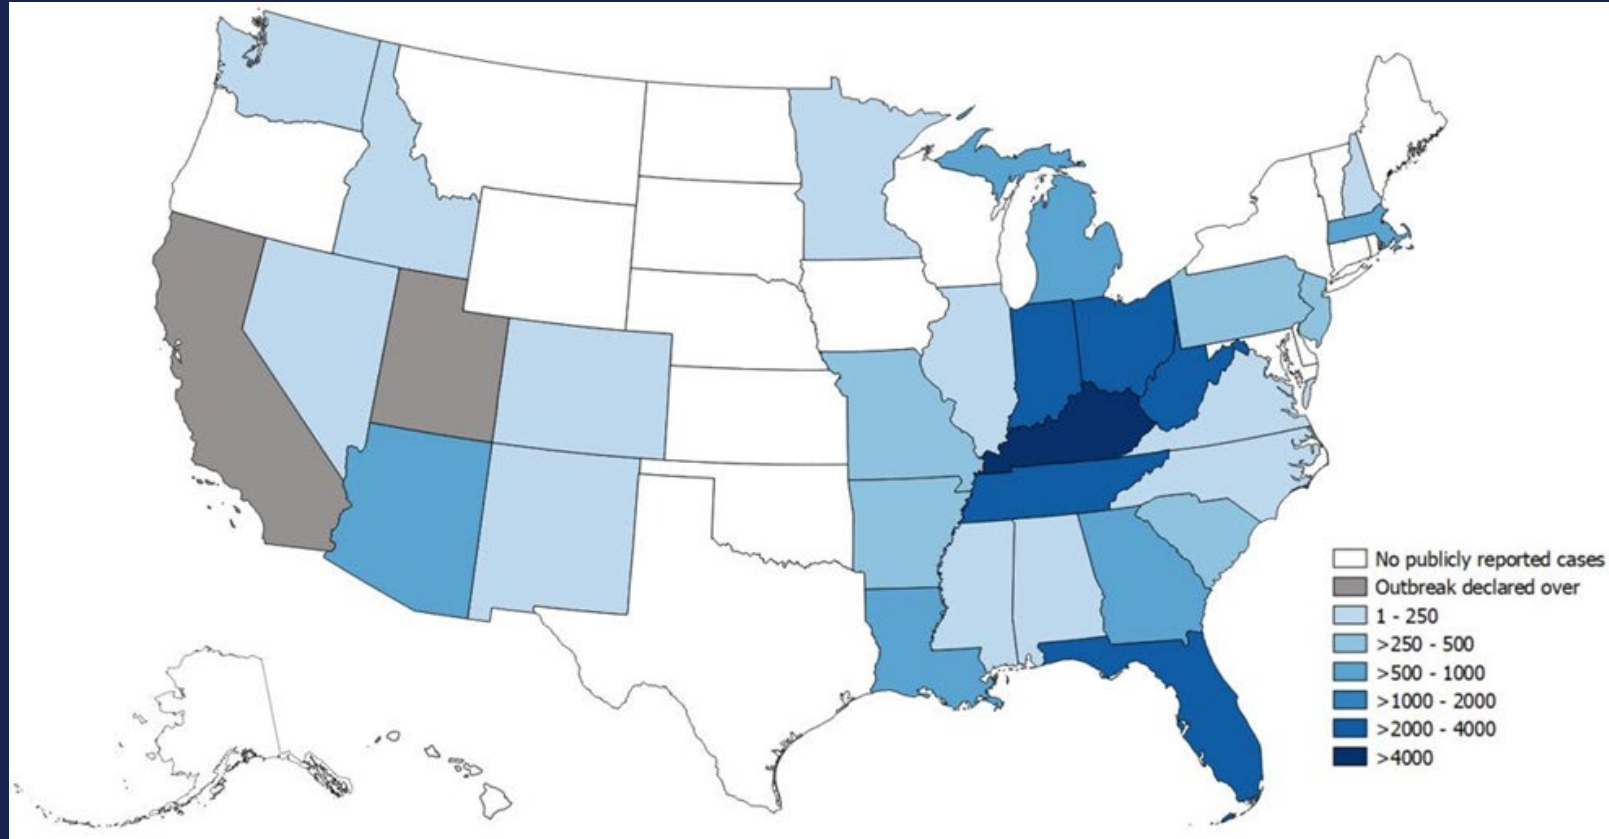 No publicly reported cases
Outbreak declared over
1 - 250
>250 - 500
>500 - 1000
>1000 - 2000
>2000 - 4000
>4000